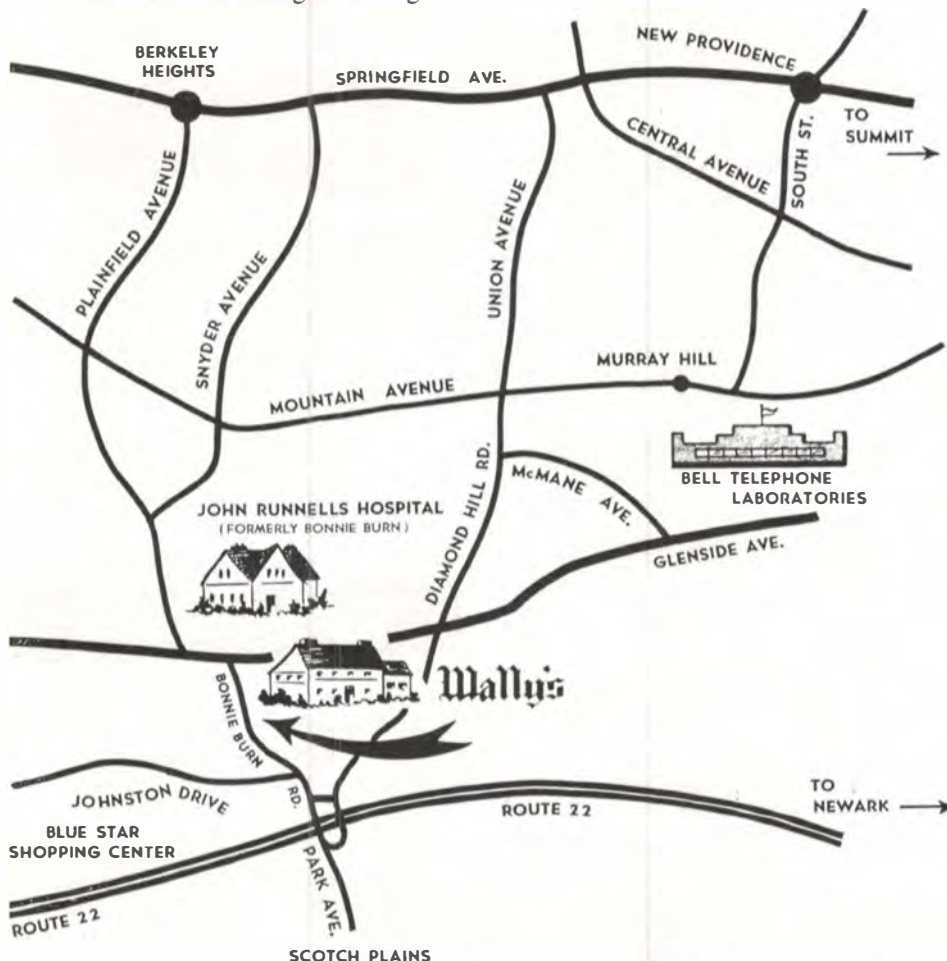 BERKELEY
HEIGHTS
SPRINGFIELD AVE.
NEW PROVIDENCE
TO
SUMMIT
CENTRAL AVENUE
SOUTH ST.
PLAINFIELD AVENUE
SNYDER AVENUE
UNION AVENUE
MOUNTAIN AVENUE
MURRAY HILL
BELL TELEPHONE
LABORATORIES
DIAMOND HILL RD.
McMANE AVE.
GLENSIDE AVE.
JOHN RUNNELLS HOSPITAL
(FORMERLY BONNIE BURN)
Wally's
BONNIE BURN
RD.
JOHNSTON DRIVE
BLUE STAR
SHOPPING CENTER
ROUTE 22
TO
NEWARK
ROUTE 22
PARK AVE.
SCOTCH PLAINS